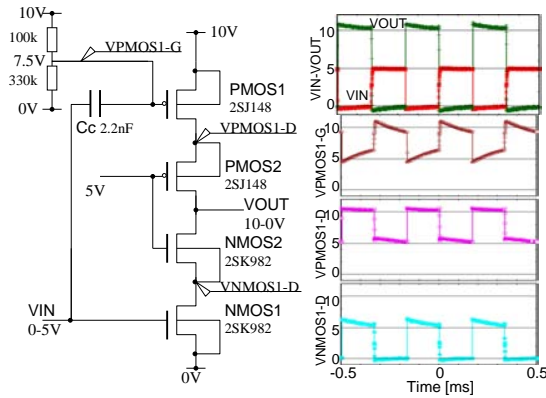 10V
100k
7.5V
330k
0V
VPMOS1-G
10V
PMOS1
2SJ148
Cc 2.2nF
VPMOS1-D
PMOS2
2SJ148
5V
VOUT
10-0V
NMOS2
2SK982
VNMOS1-D
VIN
0-5V
NMOS1
2SK982
0V
VIN-VOUT
10
5
0
VOUT
VIN
VPMOS1-G
10
5
0
VPMOS1-D
10
5
0
VNMOS1-D
10
5
0
-0.5
0
0.5
Time [ms]